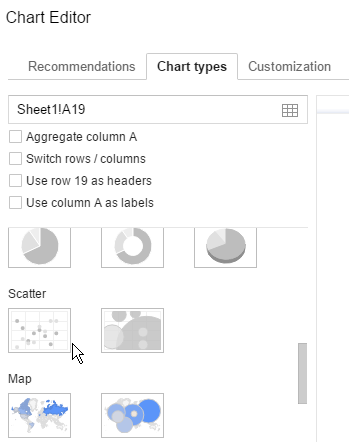 Chart Editor
Recommendations Chart types Customization
Sheet1!A19
Aggregate column A
Switch rows / columns
Use row 19 as headers
Use column A as labels
Scatter
Map